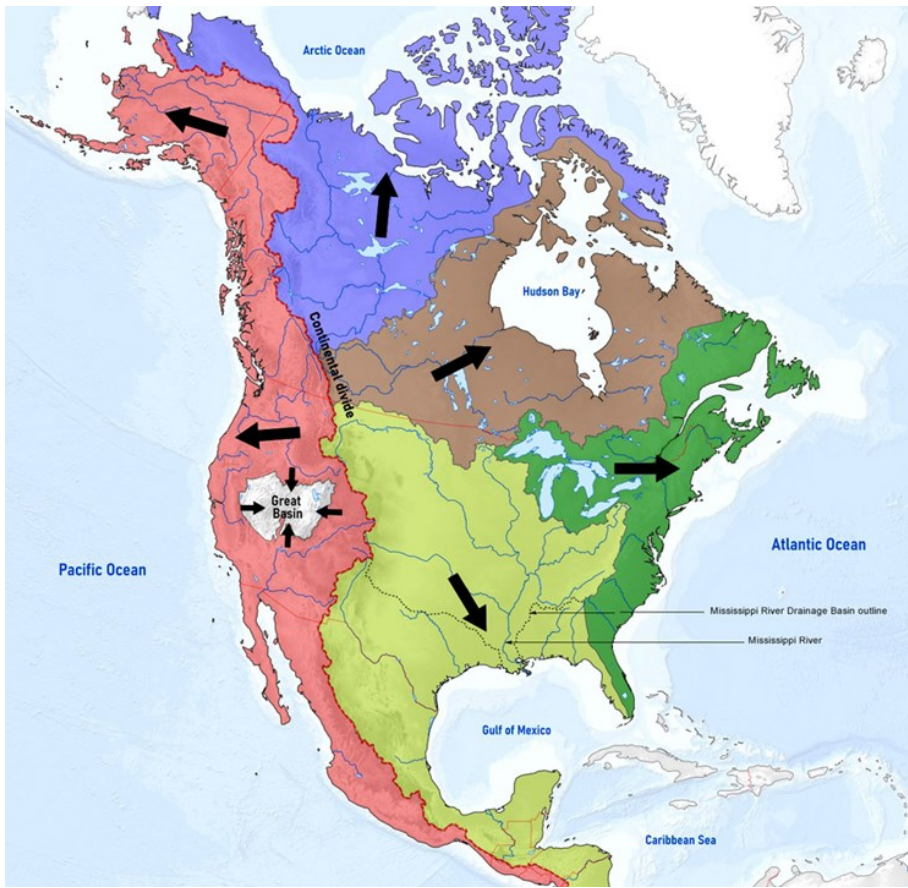 Arctic Ocean
Hudson Bay
Continental divide
Great
Basin
Pacific Ocean
Atlantic Ocean
Mississippi River Drainage Basin outline
Mississippi River
Gulf of Mexico
Caribbean Sea